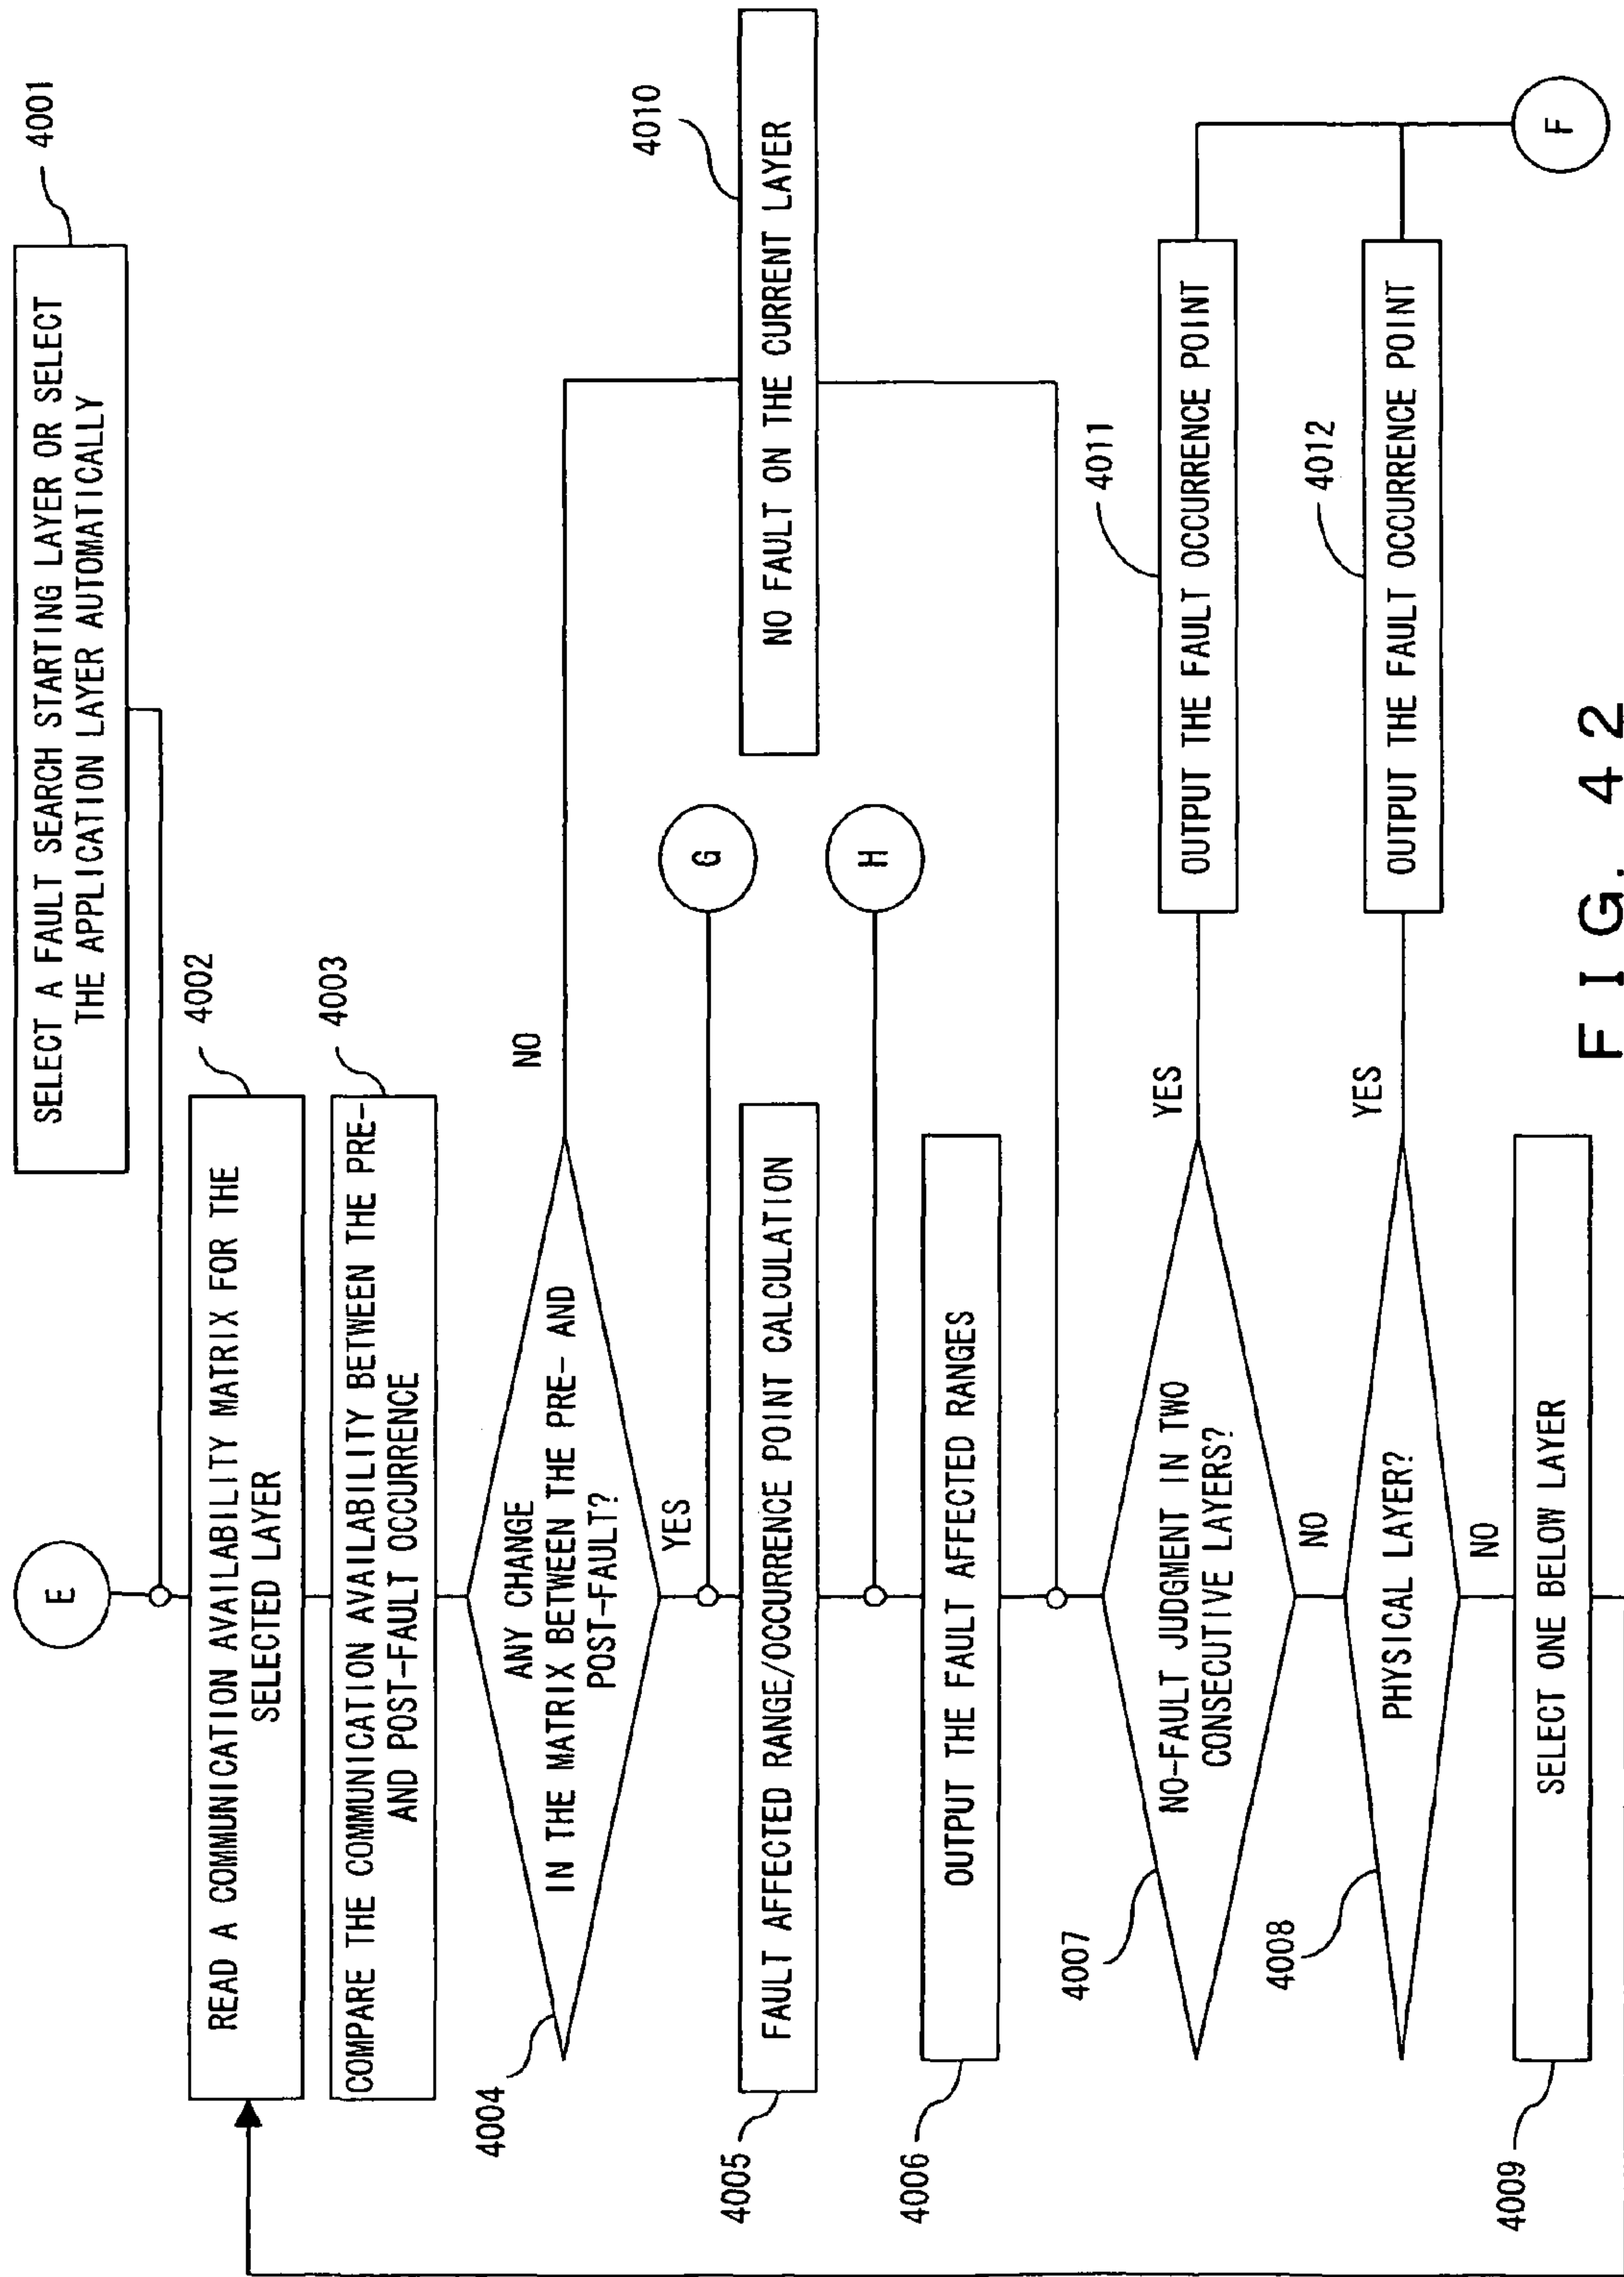 4001
SELECT A FAULT SEARCH STARTING LAYER OR SELECT
THE APPLICATION LAYER AUTOMATICALLY
E
4002
READ A COMMUNICATION AVAILABILITY MATRIX FOR THE
SELECTED LAYER
4003
COMPARE THE COMMUNICATION AVAILABILITY BETWEEN THE PRE-
AND POST-FAULT OCCURRENCE
4004
ANY CHANGE
IN THE MATRIX BETWEEN THE PRE- AND
POST-FAULT?
NO
YES
4010
NO FAULT ON THE CURRENT LAYER
G
4005
FAULT AFFECTED RANGE/OCCURRENCE POINT CALCULATION
H
4006
OUTPUT THE FAULT AFFECTED RANGES
4007
NO-FAULT JUDGMENT IN TWO
CONSECUTIVE LAYERS?
YES
4011
OUTPUT THE FAULT OCCURRENCE POINT
NO
4008
PHYSICAL LAYER?
YES
4012
OUTPUT THE FAULT OCCURRENCE POINT
NO
F
4009
SELECT ONE BELOW LAYER
FIG. 42